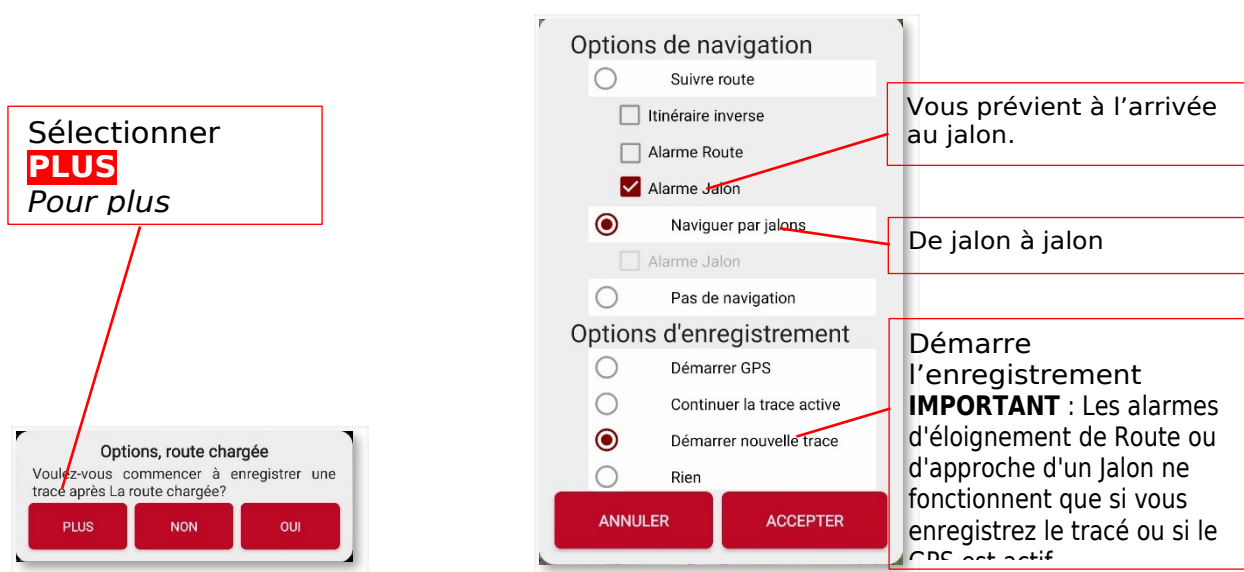 Sélectionner
PLUS
Pour plus
Options, route chargée
Voulez-vous commencer à enregistrer une
trace après La route chargée?
PLUS
NON
OUI
Options de navigation
Suivre route
Itinéraire inverse
Alarme Route
Alarme Jalon
Naviguer par jalons
Alarme Jalon
Pas de navigation
Options d'enregistrement
Démarrer GPS
Continuer la trace active
Démarrer nouvelle trace
Rien
ANNULER
ACCEPTER
Vous prévient à l’arrivée
au jalon.
De jalon à jalon
Démarre
l’enregistrement
IMPORTANT : Les alarmes
d'éloignement de Route ou
d'approche d'un Jalon ne
fonctionnent que si vous
enregistrez le tracé ou si le
GPS est actif